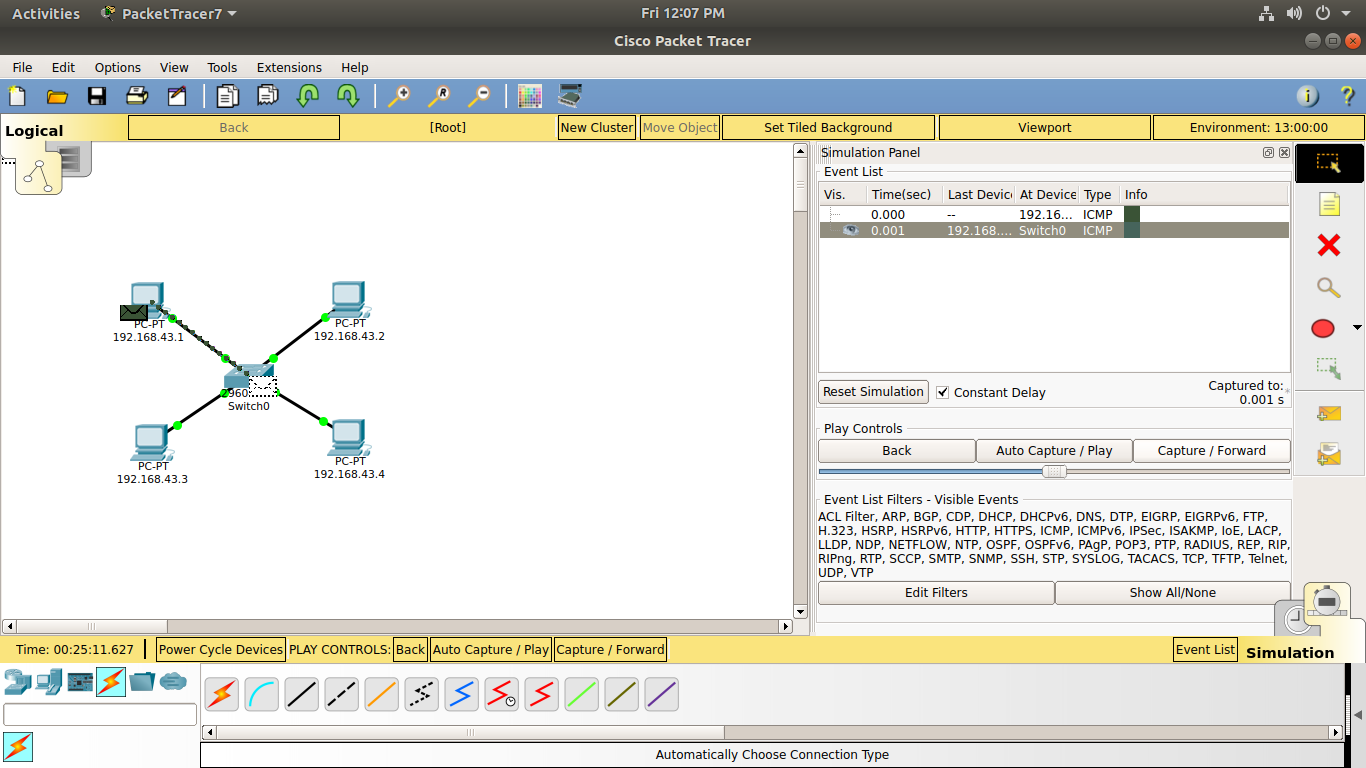 Activities PacketTracer7 Fri 12:07 PM
Cisco Packet Tracer
File Edit Options View Tools Extensions Help
Logical Back [Root] New Cluster Move Object Set Tiled Background Viewport Environment: 13:00:00
PC-PT
192.168.43.1
PC-PT
192.168.43.2
2960
Switch0
PC-PT
192.168.43.3
PC-PT
192.168.43.4
Simulation Panel
Event List
Vis. Time(sec) Last Devic At Device Type Info
0.000 -- 192.16... ICMP
0.001 192.168.... Switch0 ICMP
Reset Simulation Constant Delay Captured to:
0.001 s
Play Controls
Back Auto Capture / Play Capture / Forward
Event List Filters - Visible Events
ACL Filter, ARP, BGP, CDP, DHCP, DHCPv6, DNS, DTP, EIGRP, EIGRPv6, FTP,
H.323, HSRP, HSRPv6, HTTP, HTTPS, ICMP, ICMPv6, IPSec, ISAKMP, IoE, LACP,
LLDP, NDP, NETFLOW, NTP, OSPF, OSPFv6, PAgP, POP3, PTP, RADIUS, REP, RIP,
RIPng, RTP, SCCP, SMTP, SNMP, SSH, STP, SYSLOG, TACACS, TCP, TFTP, Telnet,
UDP, VTP
Edit Filters Show All/None
Time: 00:25:11.627 Power Cycle Devices PLAY CONTROLS: Back Auto Capture / Play Capture / Forward Event List Simulation
Automatically Choose Connection Type